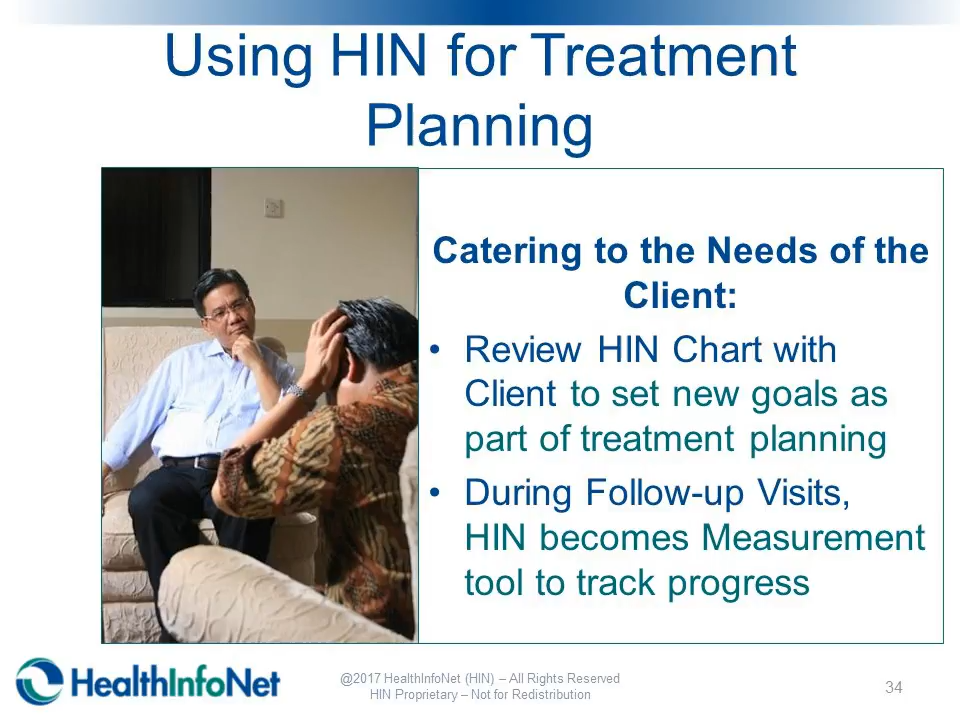 Using HIN for Treatment
Planning
Catering to the Needs of the
Client:
• Review HIN Chart with
Client to set new goals as
part of treatment planning
• During Follow-up Visits,
HIN becomes Measurement
tool to track progress
HealthInfoNet
@2017 HealthInfoNet (HIN) – All Rights Reserved
HIN Proprietary – Not for Redistribution
34